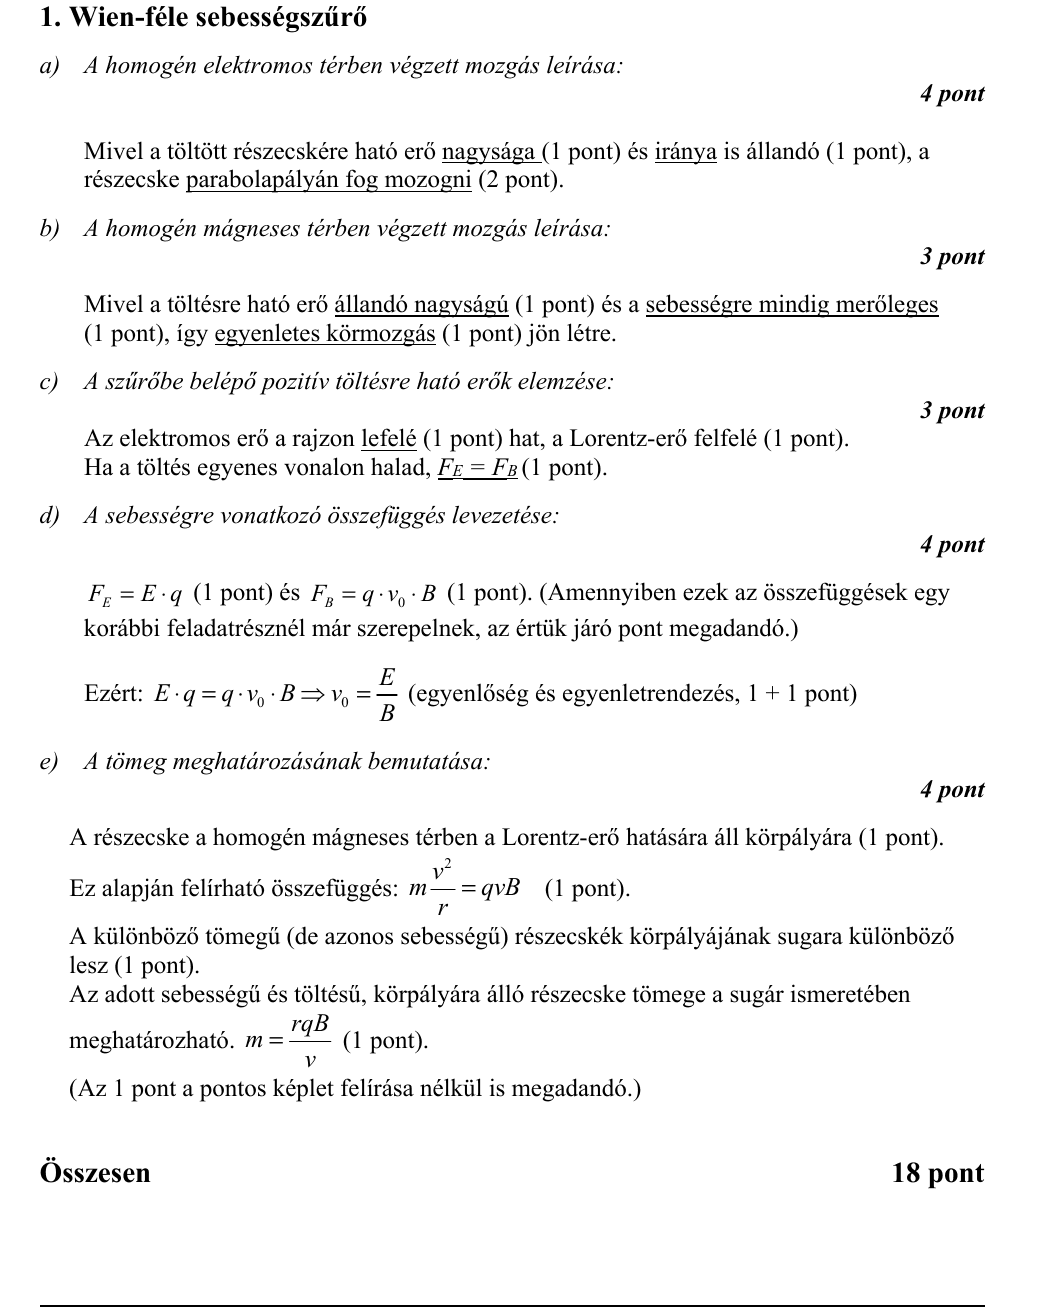 1. Wien-féle sebességszűrő
a) A homogén elektromos térben végzett mozgás leírása:
4 pont
Mivel a töltött részecskére ható erő nagysága (1 pont) és iránya is állandó (1 pont), a
részecske parabolapályán fog mozogni (2 pont).
b) A homogén mágneses térben végzett mozgás leírása:
3 pont
Mivel a töltésre ható erő állandó nagyságú (1 pont) és a sebességre mindig merőleges
(1 pont), így egyenletes körmozgás (1 pont) jön létre.
c) A szűrőbe belépő pozitív töltésre ható erők elemzése:
3 pont
Az elektromos erő a rajzon lefelé (1 pont) hat, a Lorentz-erő felfelé (1 pont).
Ha a töltés egyenes vonalon halad, F_E = F_B (1 pont).
d) A sebességre vonatkozó összefüggés levezetése:
4 pont
F_E = E · q (1 pont) és F_B = q · v_0 · B (1 pont). (Amennyiben ezek az összefüggések egy
korábbi feladatrésznél már szerepelnek, az értük járó pont megadandó.)
Ezért: E · q = q · v_0 · B ⇒ v_0 = E/B (egyenlőség és egyenletrendezés, 1 + 1 pont)
e) A tömeg meghatározásának bemutatása:
4 pont
A részecske a homogén mágneses térben a Lorentz-erő hatására áll körpályára (1 pont).
Ez alapján felírható összefüggés: m v²/r = qvB (1 pont).
A különböző tömegű (de azonos sebességű) részecskék körpályájának sugara különböző
lesz (1 pont).
Az adott sebességű és töltésű, körpályára álló részecske tömege a sugár ismeretében
meghatározható. m = rqB/v (1 pont).
(Az 1 pont a pontos képlet felírása nélkül is megadandó.)
Összesen 18 pont